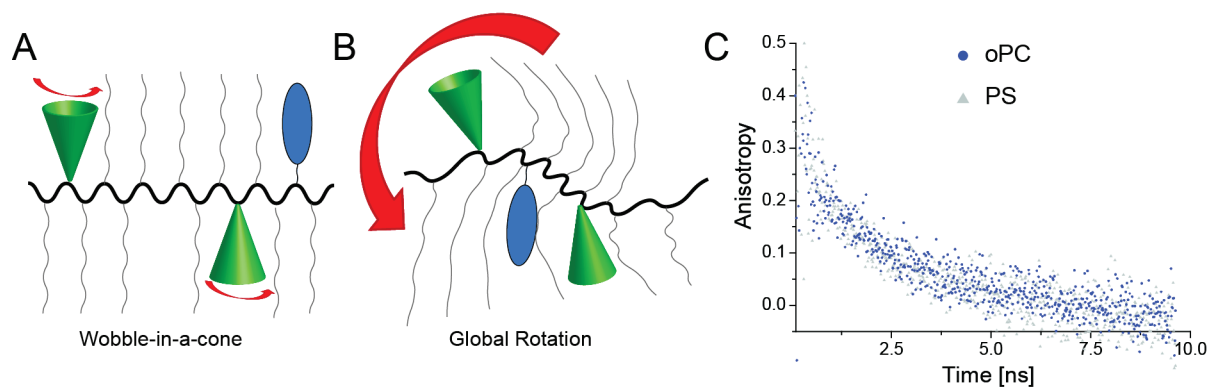 A
B
C
Wobble-in-a-cone
Global Rotation
oPC
PS
Anisotropy
0.5
0.4
0.3
0.2
0.1
0.0
2.5
5.0
7.5
10.0
Time [ns]